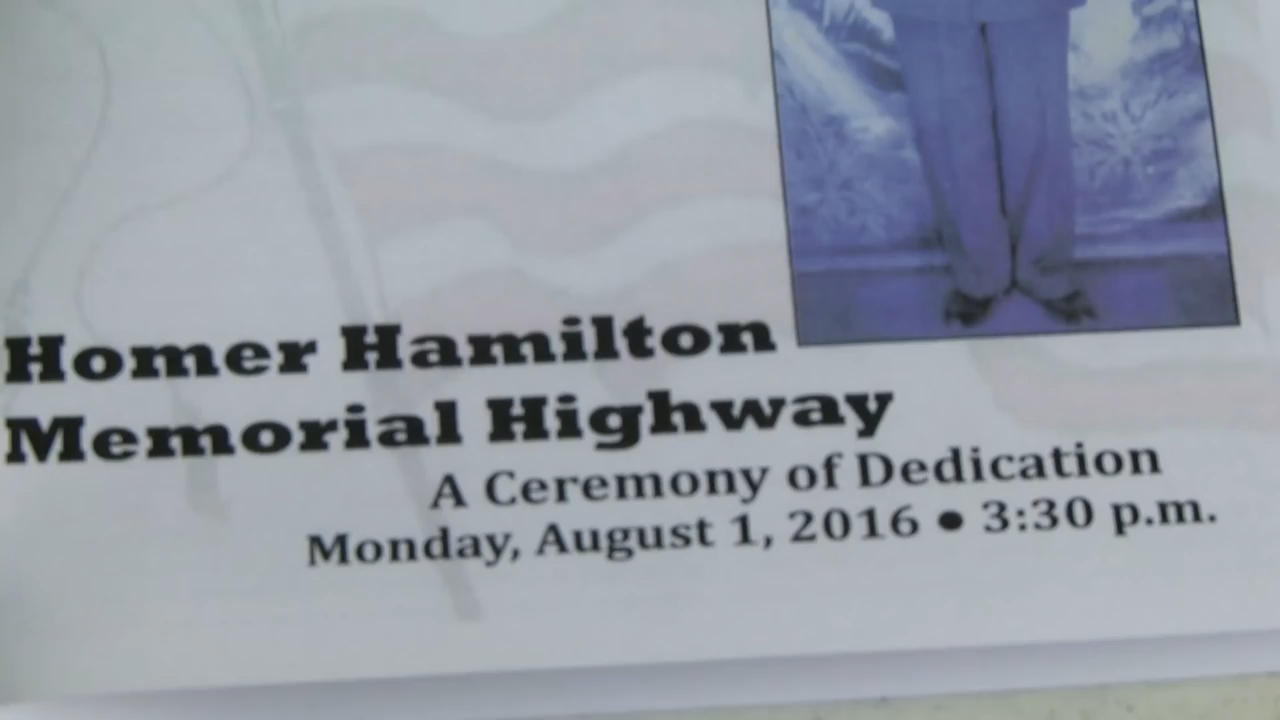 Homer Hamilton
Memorial Highway
A Ceremony of Dedication
Monday, August 1, 2016 ● 3:30 p.m.